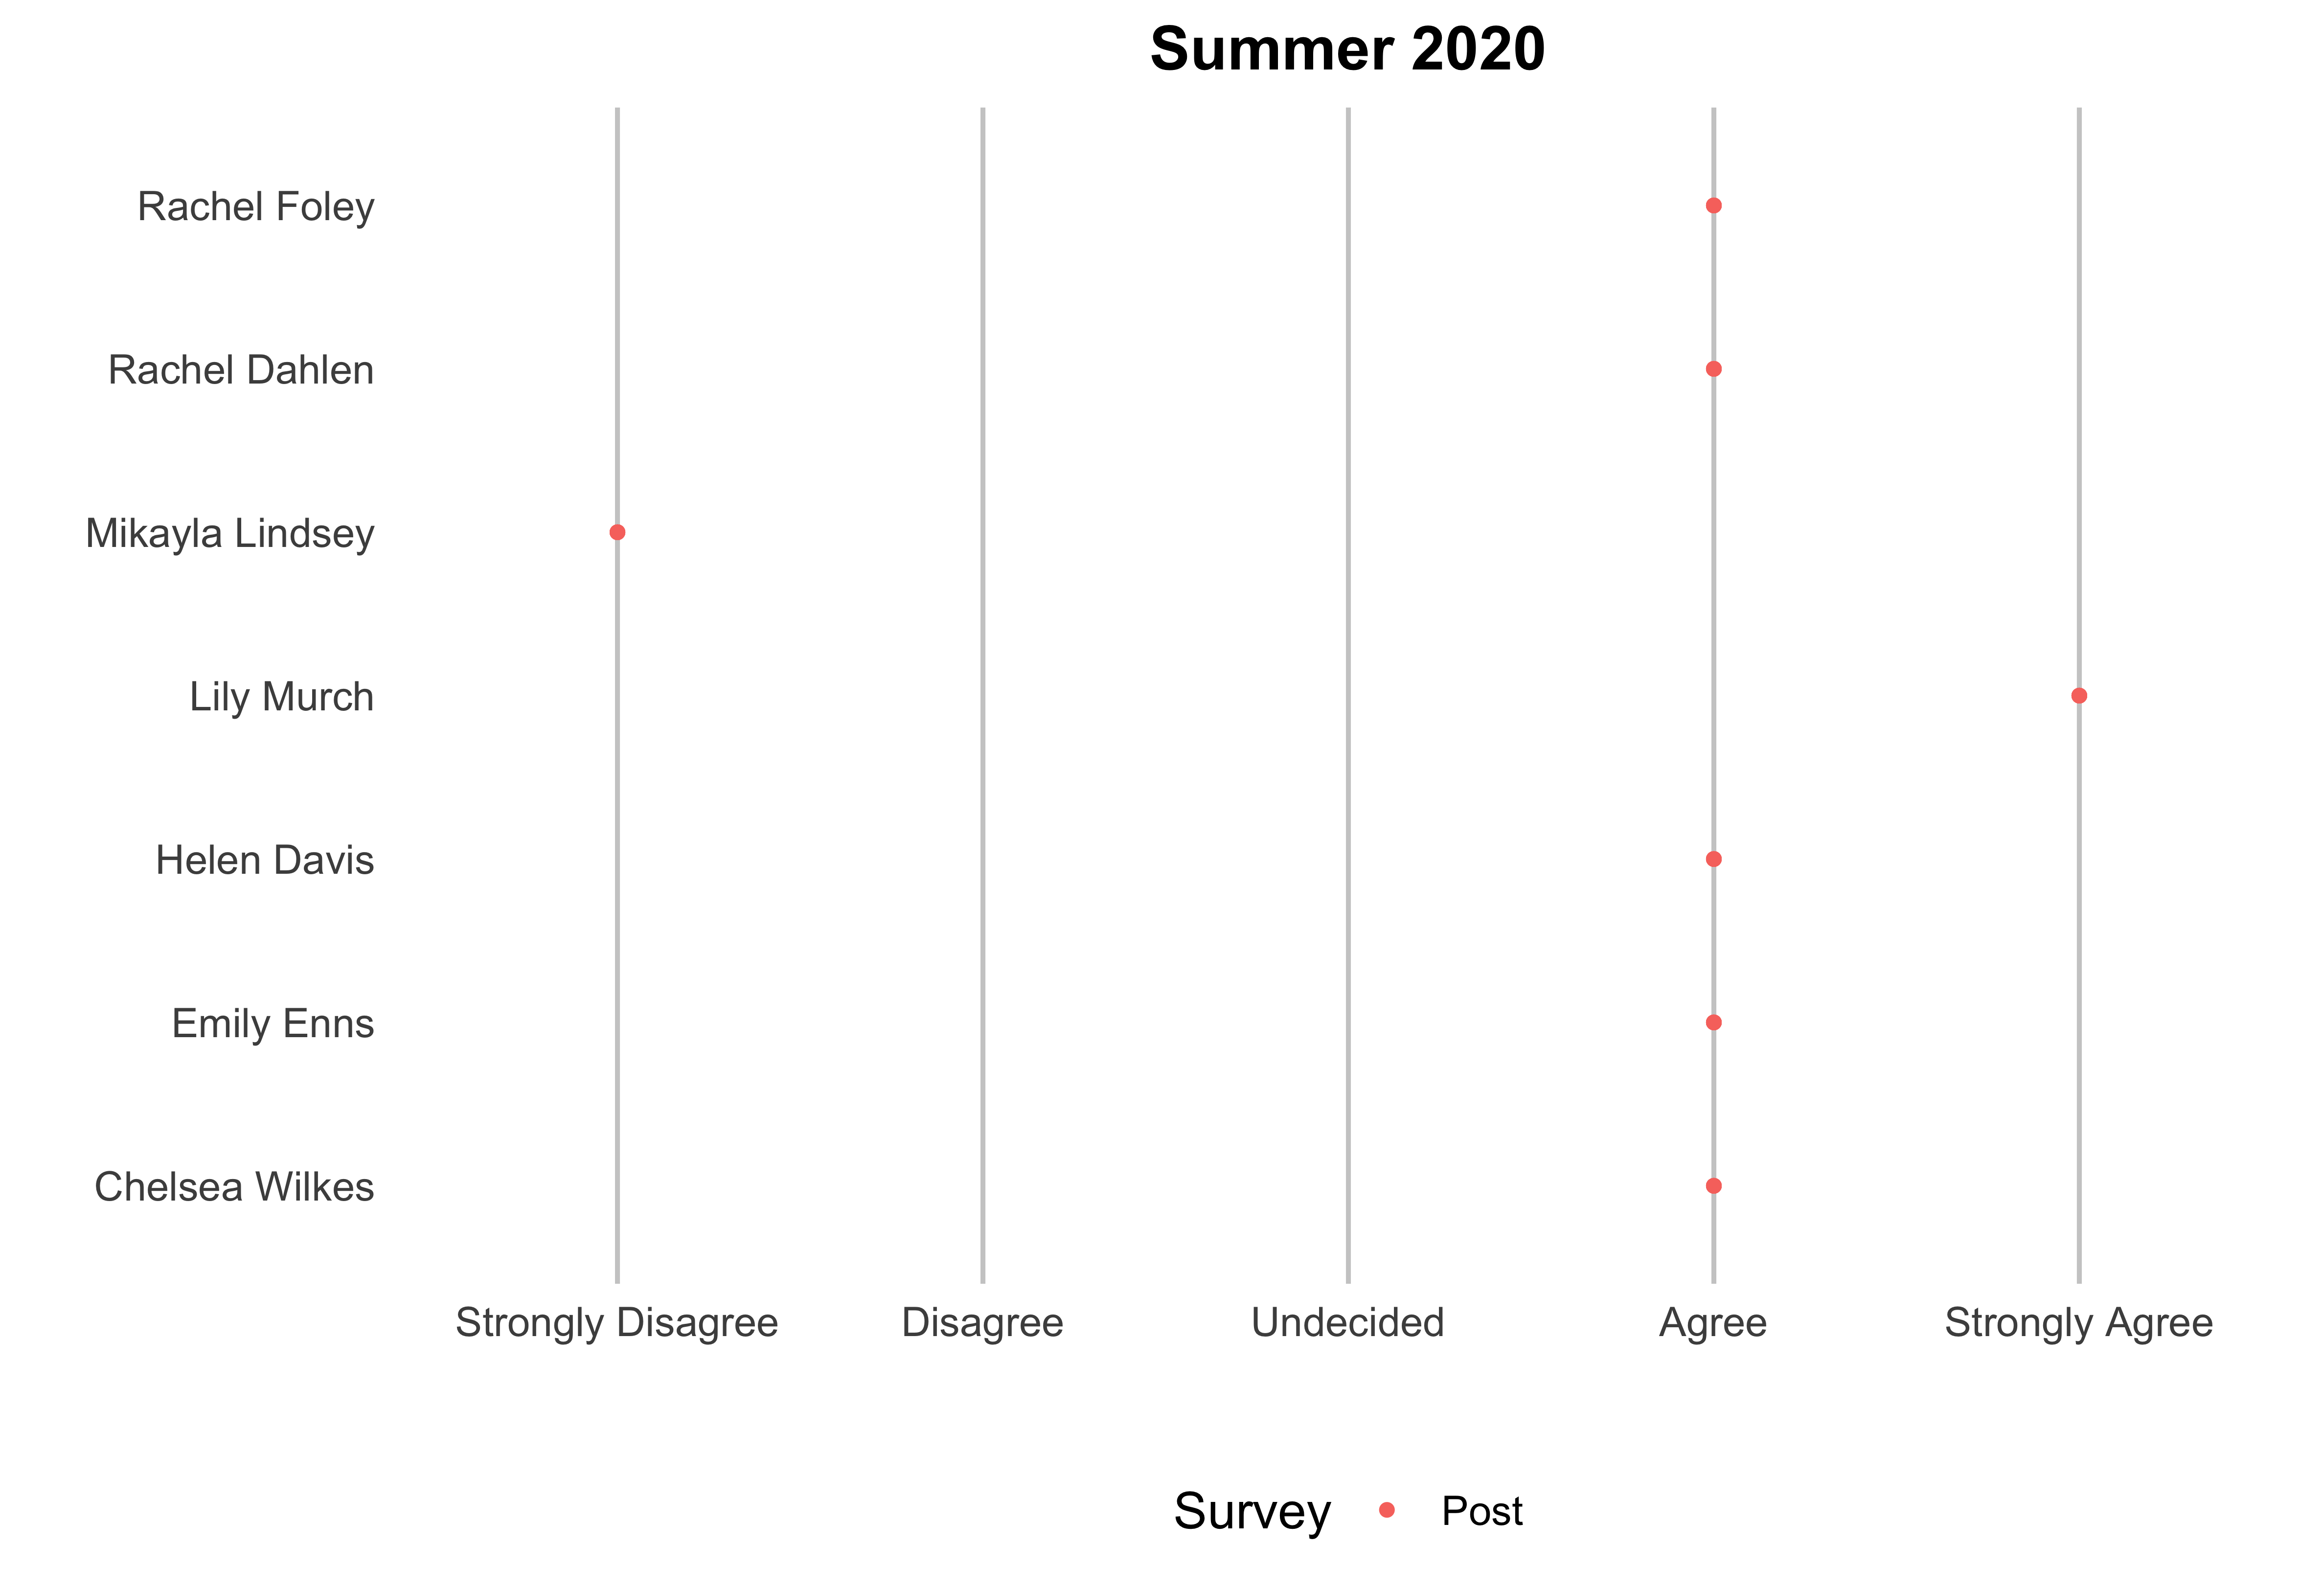 Summer 2020
Rachel Foley
Rachel Dahlen
Mikayla Lindsey
Lily Murch
Helen Davis
Emily Enns
Chelsea Wilkes
Strongly Disagree Disagree Undecided Agree Strongly Agree
Survey Post